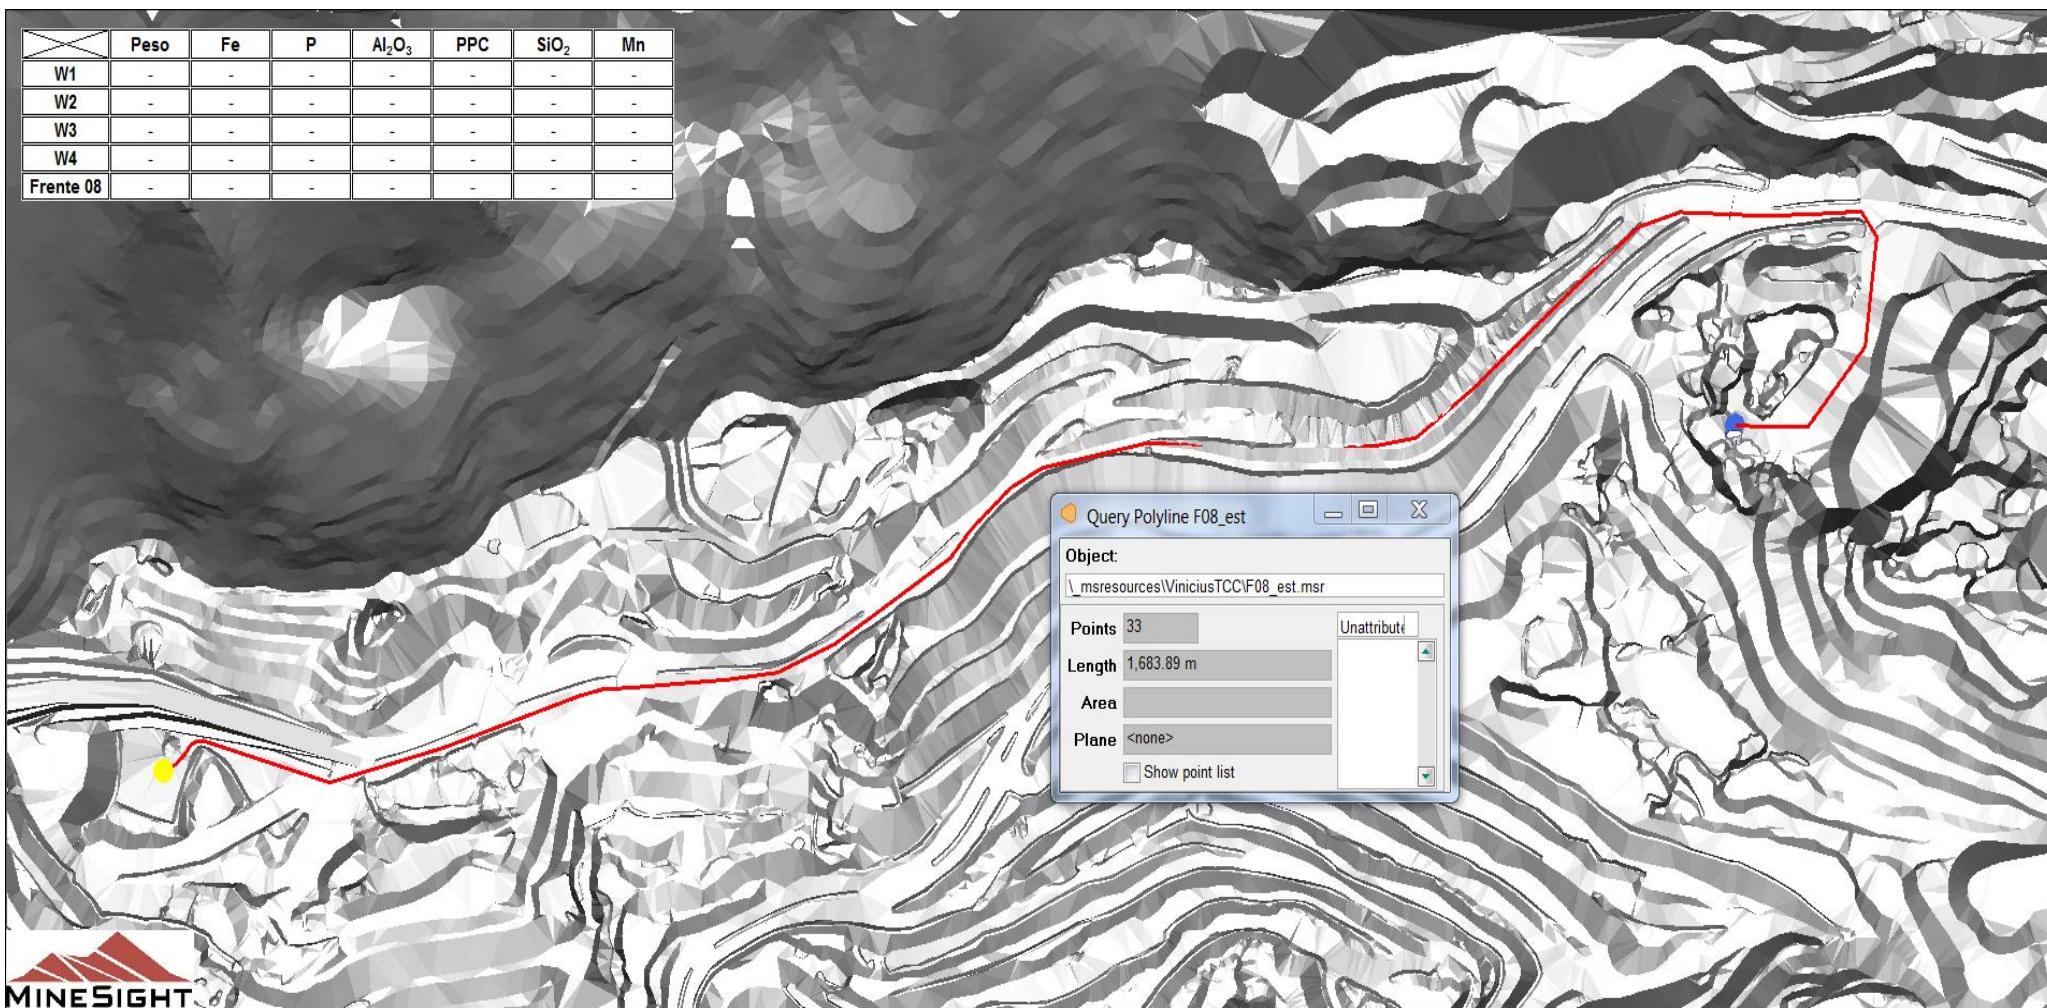 Peso Fe P Al₂O₃ PPC SiO₂ Mn
W1 - - - - - - -
W2 - - - - - - -
W3 - - - - - - -
W4 - - - - - - -
Frente 08 - - - - - - -
Query Polyline F08_est
Object:
\_msresources\ViniciusTCC\F08_est.msr
Points 33 Unattribute
Length 1,683.89 m
Area
Plane <none>
Show point list
MINESIGHT